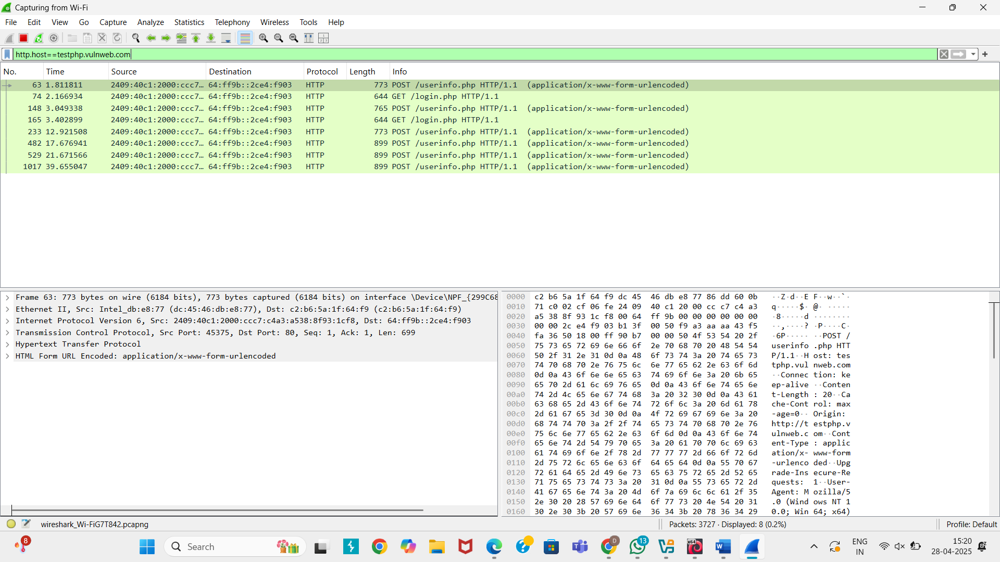 Capturing from Wi-Fi
File Edit View Go Capture Analyze Statistics Telephony Wireless Tools Help
http.host==testphp.vulnweb.com
No. Time Source Destination Protocol Length Info
63 1.811811 2409:40c1:2000:ccc7… 64:ff9b::2ce4:f903 HTTP 773 POST /userinfo.php HTTP/1.1 (application/x-www-form-urlencoded)
74 2.166934 2409:40c1:2000:ccc7… 64:ff9b::2ce4:f903 HTTP 644 GET /login.php HTTP/1.1
148 3.049338 2409:40c1:2000:ccc7… 64:ff9b::2ce4:f903 HTTP 765 POST /userinfo.php HTTP/1.1 (application/x-www-form-urlencoded)
165 3.402899 2409:40c1:2000:ccc7… 64:ff9b::2ce4:f903 HTTP 644 GET /login.php HTTP/1.1
233 12.921508 2409:40c1:2000:ccc7… 64:ff9b::2ce4:f903 HTTP 773 POST /userinfo.php HTTP/1.1 (application/x-www-form-urlencoded)
482 17.676941 2409:40c1:2000:ccc7… 64:ff9b::2ce4:f903 HTTP 899 POST /userinfo.php HTTP/1.1 (application/x-www-form-urlencoded)
529 21.671566 2409:40c1:2000:ccc7… 64:ff9b::2ce4:f903 HTTP 899 POST /userinfo.php HTTP/1.1 (application/x-www-form-urlencoded)
1017 39.655047 2409:40c1:2000:ccc7… 64:ff9b::2ce4:f903 HTTP 899 POST /userinfo.php HTTP/1.1 (application/x-www-form-urlencoded)
Frame 63: 773 bytes on wire (6184 bits), 773 bytes captured (6184 bits) on interface \Device\NPF_{299C68
Ethernet II, Src: Intel_db:e8:77 (dc:45:46:db:e8:77), Dst: c2:b6:5a:1f:64:f9 (c2:b6:5a:1f:64:f9)
Internet Protocol Version 6, Src: 2409:40c1:2000:ccc7:c4a3:a538:8f93:1cf8, Dst: 64:ff9b::2ce4:f903
Transmission Control Protocol, Src Port: 45375, Dst Port: 80, Seq: 1, Ack: 1, Len: 699
Hypertext Transfer Protocol
HTML Form URL Encoded: application/x-www-form-urlencoded
0000 c2 b6 5a 1f 64 f9 dc 45 46 db e8 77 86 dd 60 0b ··Z·d··E F··w··`·
0010 71 c0 02 cf 06 fe 24 09 40 c1 20 00 cc c7 c4 a3 q·····$· @· ·····
0020 a5 38 8f 93 1c f8 00 64 ff 9b 00 00 00 00 00 00 ·8·····d ········
0030 00 00 2c e4 f9 03 b1 3f 00 50 f9 a3 aa aa 43 f5 ··,····? ·P····C·
0040 fa 36 50 18 00 ff 90 b7 00 00 50 4f 53 54 20 2f ·6P····· ··POST /
0050 75 73 65 72 69 6e 66 6f 2e 70 68 70 20 48 54 54 userinfo .php HTT
0060 50 2f 31 2e 31 0d 0a 48 6f 73 74 3a 20 74 65 73 P/1.1··H ost: tes
0070 74 70 68 70 2e 76 75 6c 6e 77 65 62 2e 63 6f 6d tphp.vul nweb.com
0080 0d 0a 43 6f 6e 6e 65 63 74 69 6f 6e 3a 20 6b 65 ··Connec tion: ke
0090 65 70 2d 61 6c 69 76 65 0d 0a 43 6f 6e 74 65 6e ep-alive ··Conten
00a0 74 2d 4c 65 6e 67 74 68 3a 20 32 30 0d 0a 43 61 t-Length : 20··Ca
00b0 63 68 65 2d 43 6f 6e 74 72 6f 6c 3a 20 6d 61 78 che-Cont rol: max
00c0 2d 61 67 65 3d 30 0d 0a 4f 72 69 67 69 6e 3a 20 -age=0·· Origin:
00d0 68 74 74 70 3a 2f 2f 74 65 73 74 70 68 70 2e 76 http://t estphp.v
00e0 75 6c 6e 77 65 62 2e 63 6f 6d 0d 0a 43 6f 6e 74 ulnweb.c om··Cont
00f0 65 6e 74 2d 54 79 70 65 3a 20 61 70 70 6c 69 63 ent-Type : applic
0100 61 74 69 6f 6e 2f 78 2d 77 77 77 2d 66 6f 72 6d ation/x- www-form
0110 2d 75 72 6c 65 6e 63 6f 64 65 64 0d 0a 55 70 67 -urlenco ded··Upg
0120 72 61 64 65 2d 49 6e 73 65 63 75 72 65 2d 52 65 rade-Ins ecure-Re
0130 71 75 65 73 74 73 3a 20 31 0d 0a 55 73 65 72 2d quests: 1··User-
0140 41 67 65 6e 74 3a 20 4d 6f 7a 69 6c 6c 61 2f 35 Agent: M ozilla/5
0150 2e 30 20 28 57 69 6e 64 6f 77 73 20 4e 54 20 31 .0 (Wind ows NT 1
0160 30 2e 30 3b 20 57 69 6e 36 34 3b 20 78 36 34 29 0.0; Win 64; x64)
wireshark_Wi-FiG7T842.pcapng Packets: 3727 · Displayed: 8 (0.2%) Profile: Default
8 Search D 13 x64 W ENG 15:20
IN 28-04-2025